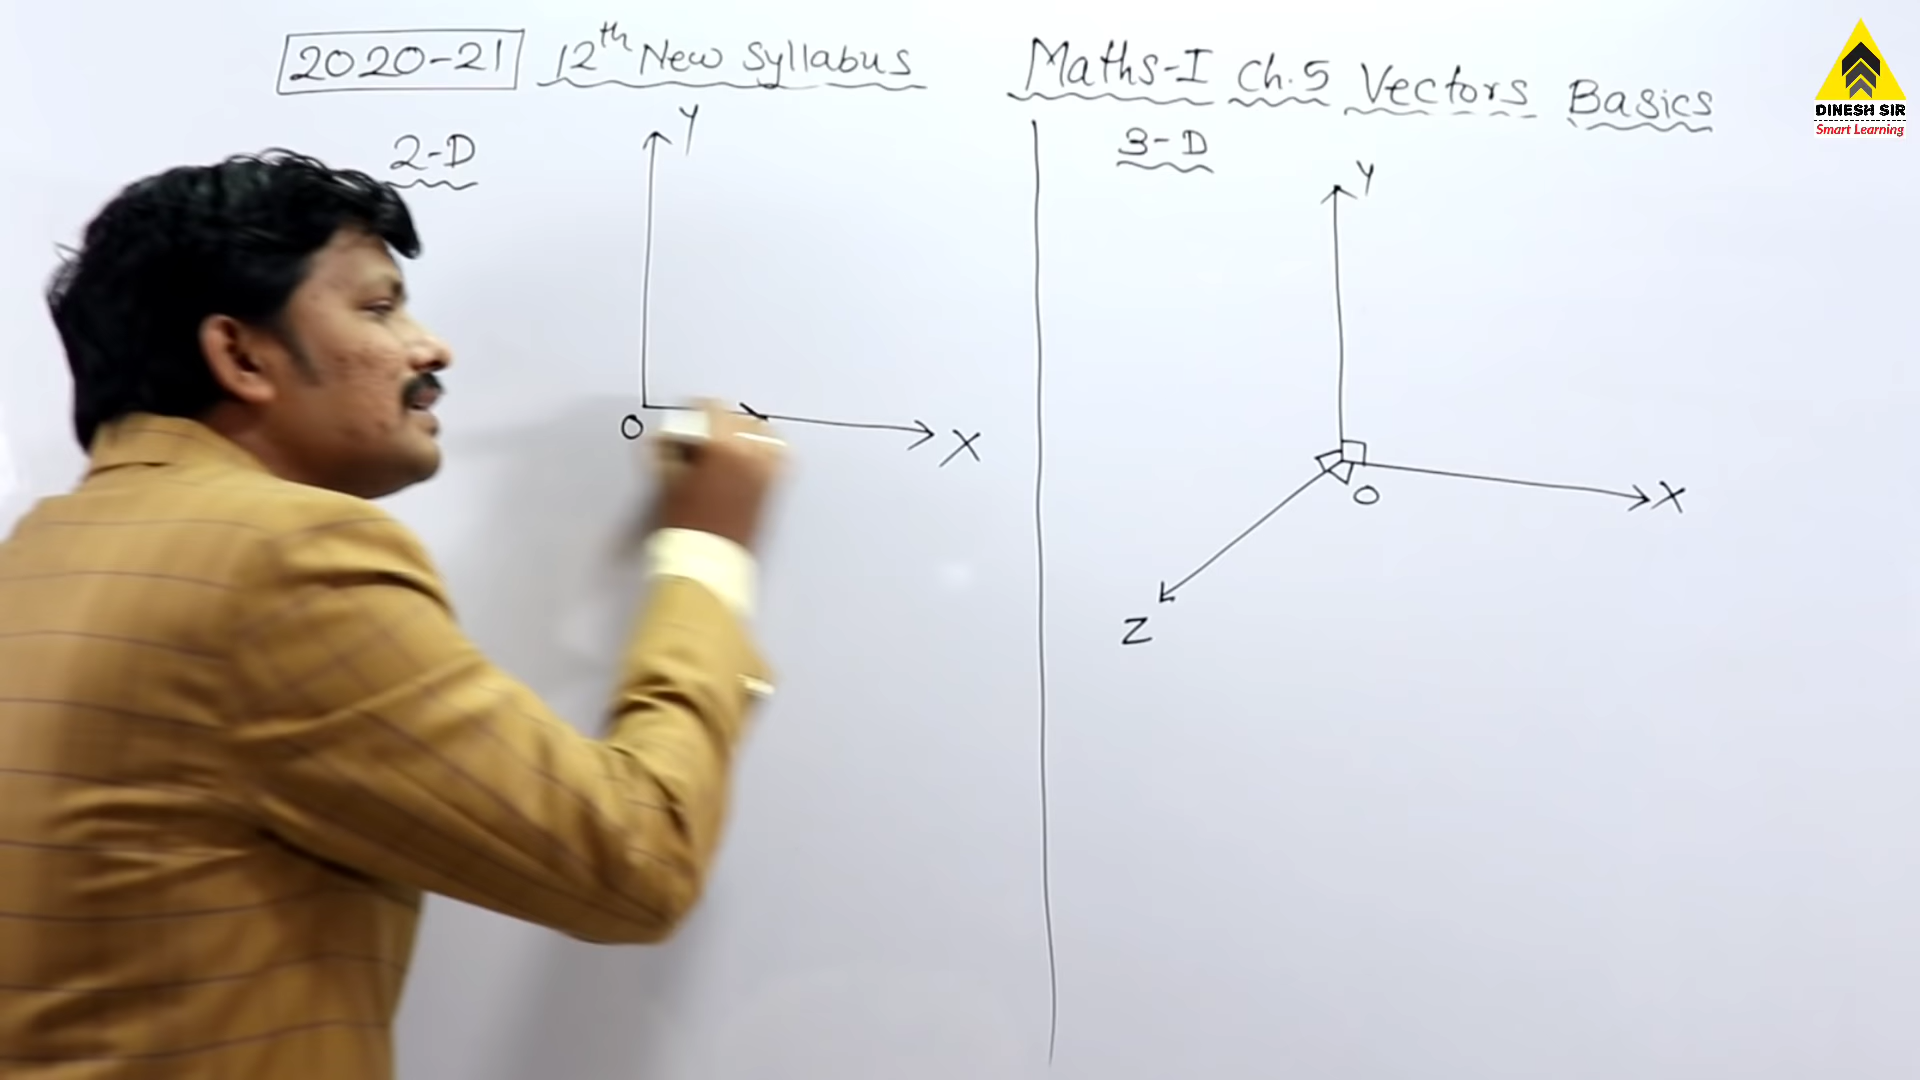 2020-21 12th New Syllabus Maths-I Ch.5 Vectors Basics
DINESH SIR
Smart Learning
2-D
Y
O
X
3-D
Y
O
X
Z